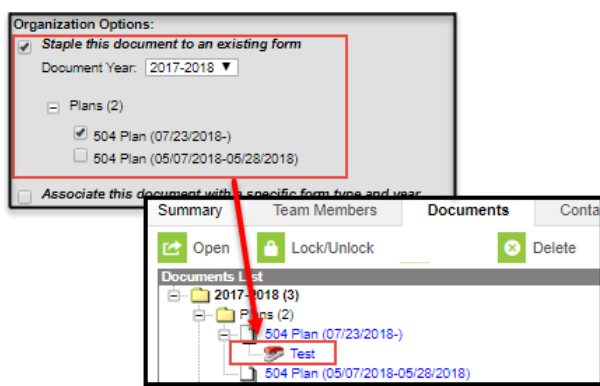 Organization Options:
Staple this document to an existing form
Document Year: 2017-2018
Plans (2)
504 Plan (07/23/2018-)
504 Plan (05/07/2018-05/28/2018)
Associate this document with a specific form type and year
Summary Team Members Documents Conta
Open Lock/Unlock Delete
Documents List
2017-2018 (3)
Plans (2)
504 Plan (07/23/2018-)
Test
504 Plan (05/07/2018-05/28/2018)